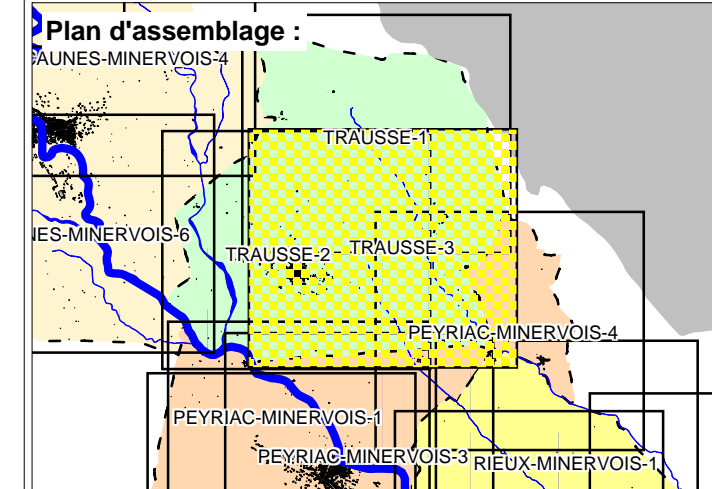 Plan d'assemblage :
AUNES-MINERVOIS-4
TRAUSSE-1
NES-MINERVOIS-6
TRAUSSE-2
TRAUSSE-3
PEYRIAC-MINERVOIS-4
PEYRIAC-MINERVOIS-1
PEYRIAC-MINERVOIS-3
RIEUX-MINERVOIS-1